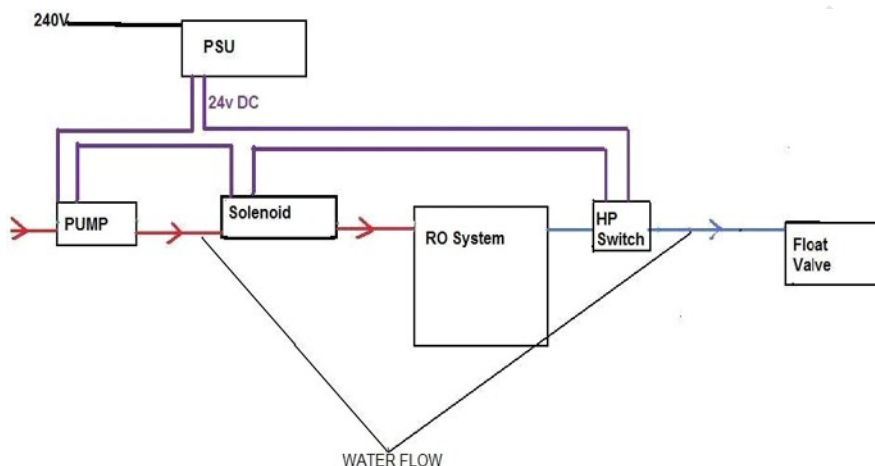 240V
PSU
24v DC
Solenoid
PUMP
RO System
HP
Switch
Float
Valve
WATER FLOW